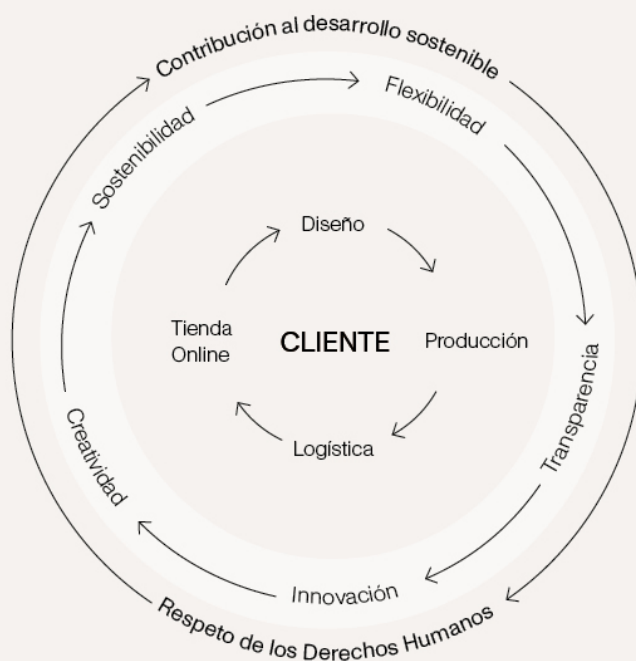 Contribución al desarrollo sostenible
Flexibilidad
Sostenibilidad
Diseño
Tienda
Online
CLIENTE
Producción
Transparencia
Creatividad
Logística
Innovación
Respeto de los Derechos Humanos